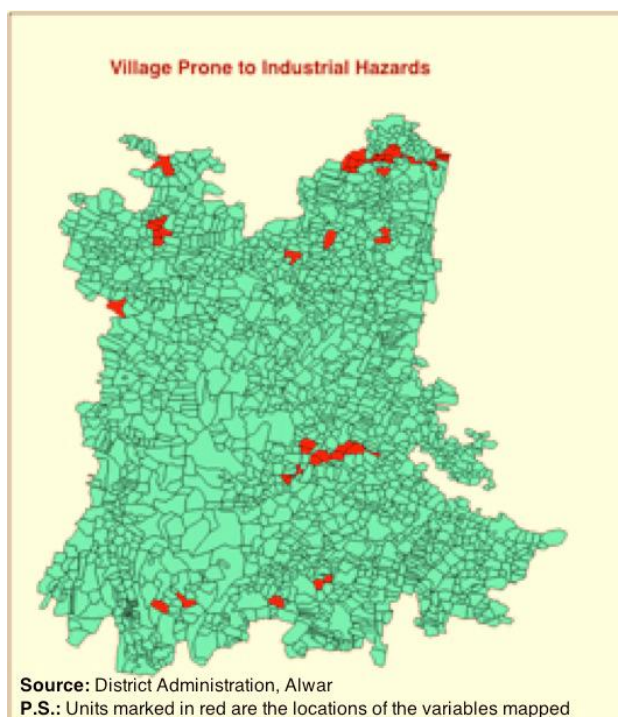 Village Prone to Industrial Hazards
Source: District Administration, Alwar
P.S.: Units marked in red are the locations of the variables mapped